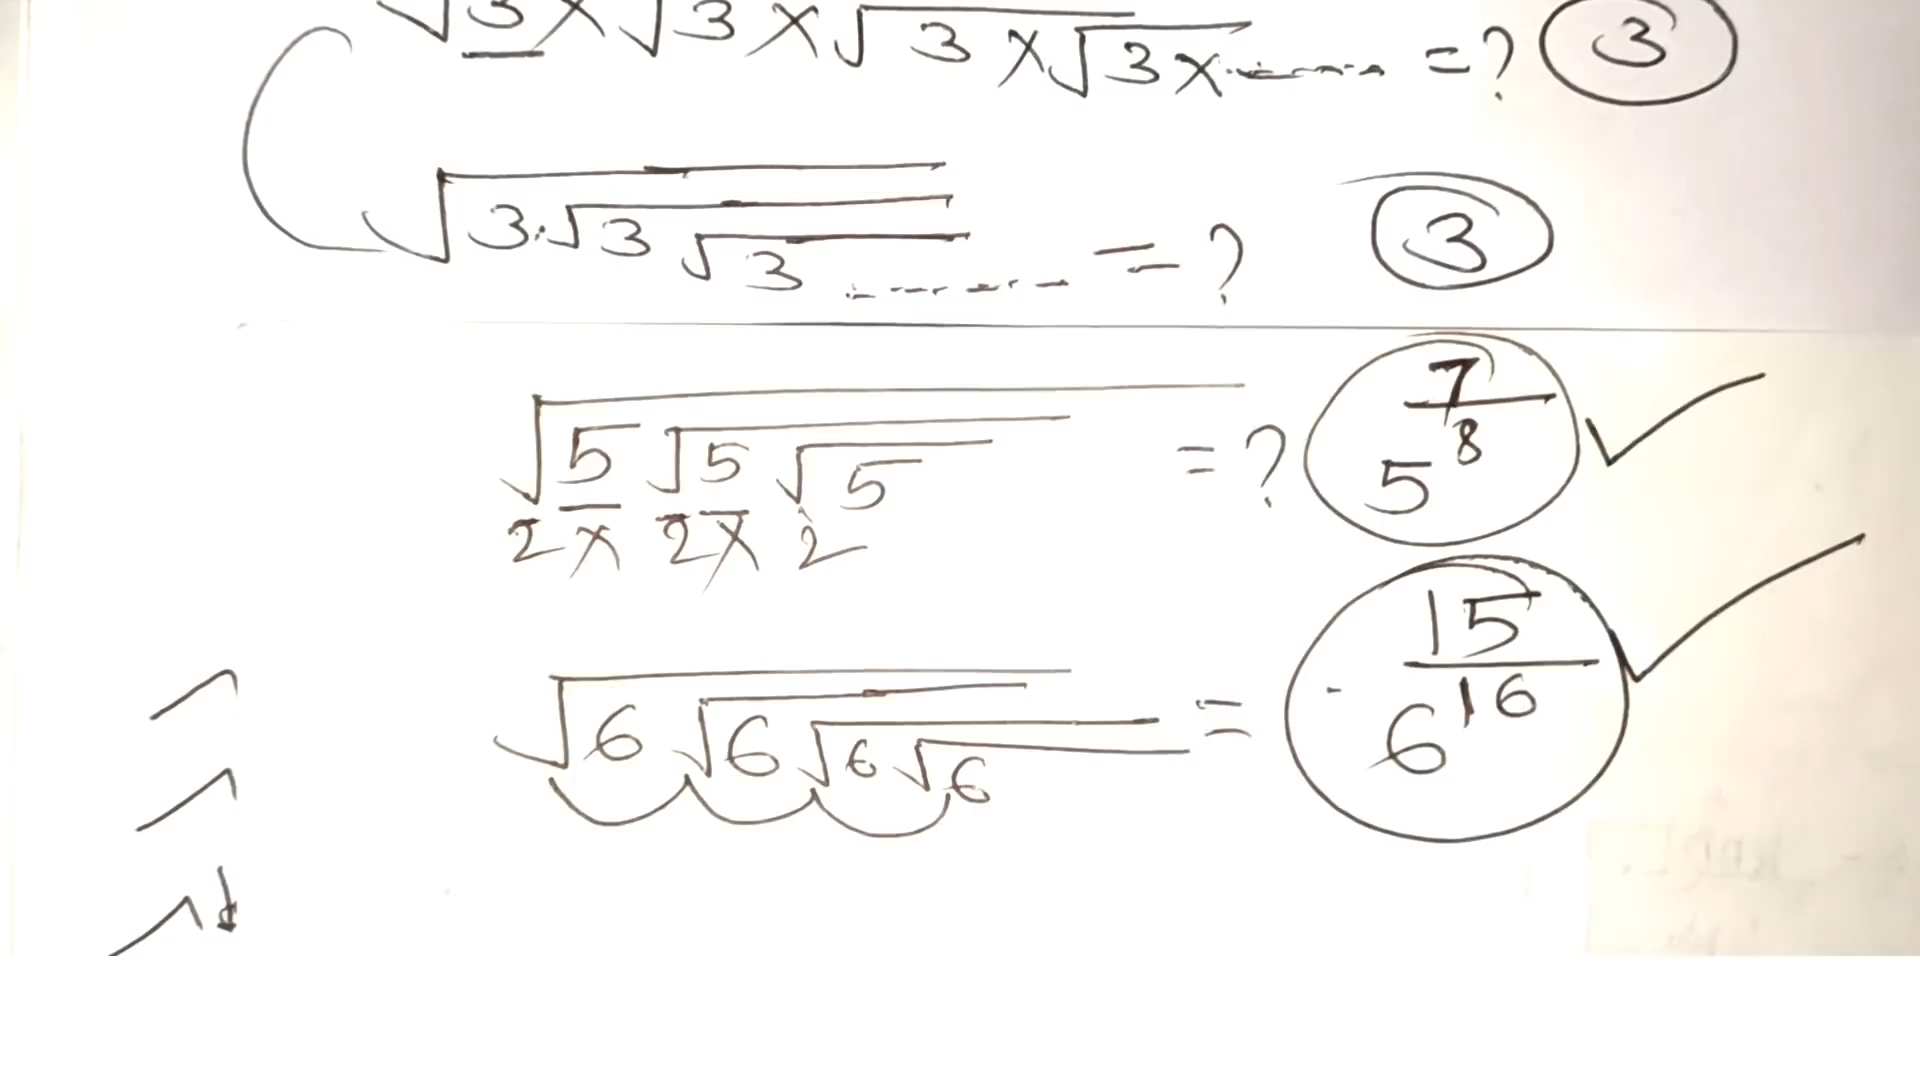 √3×√3×√3×√3×...... =? 3
√3.√3√3...... =? 3
√5√5√5 =? 5^7/8
2× 2× 2
√6√6√6√6 = 6^15/16